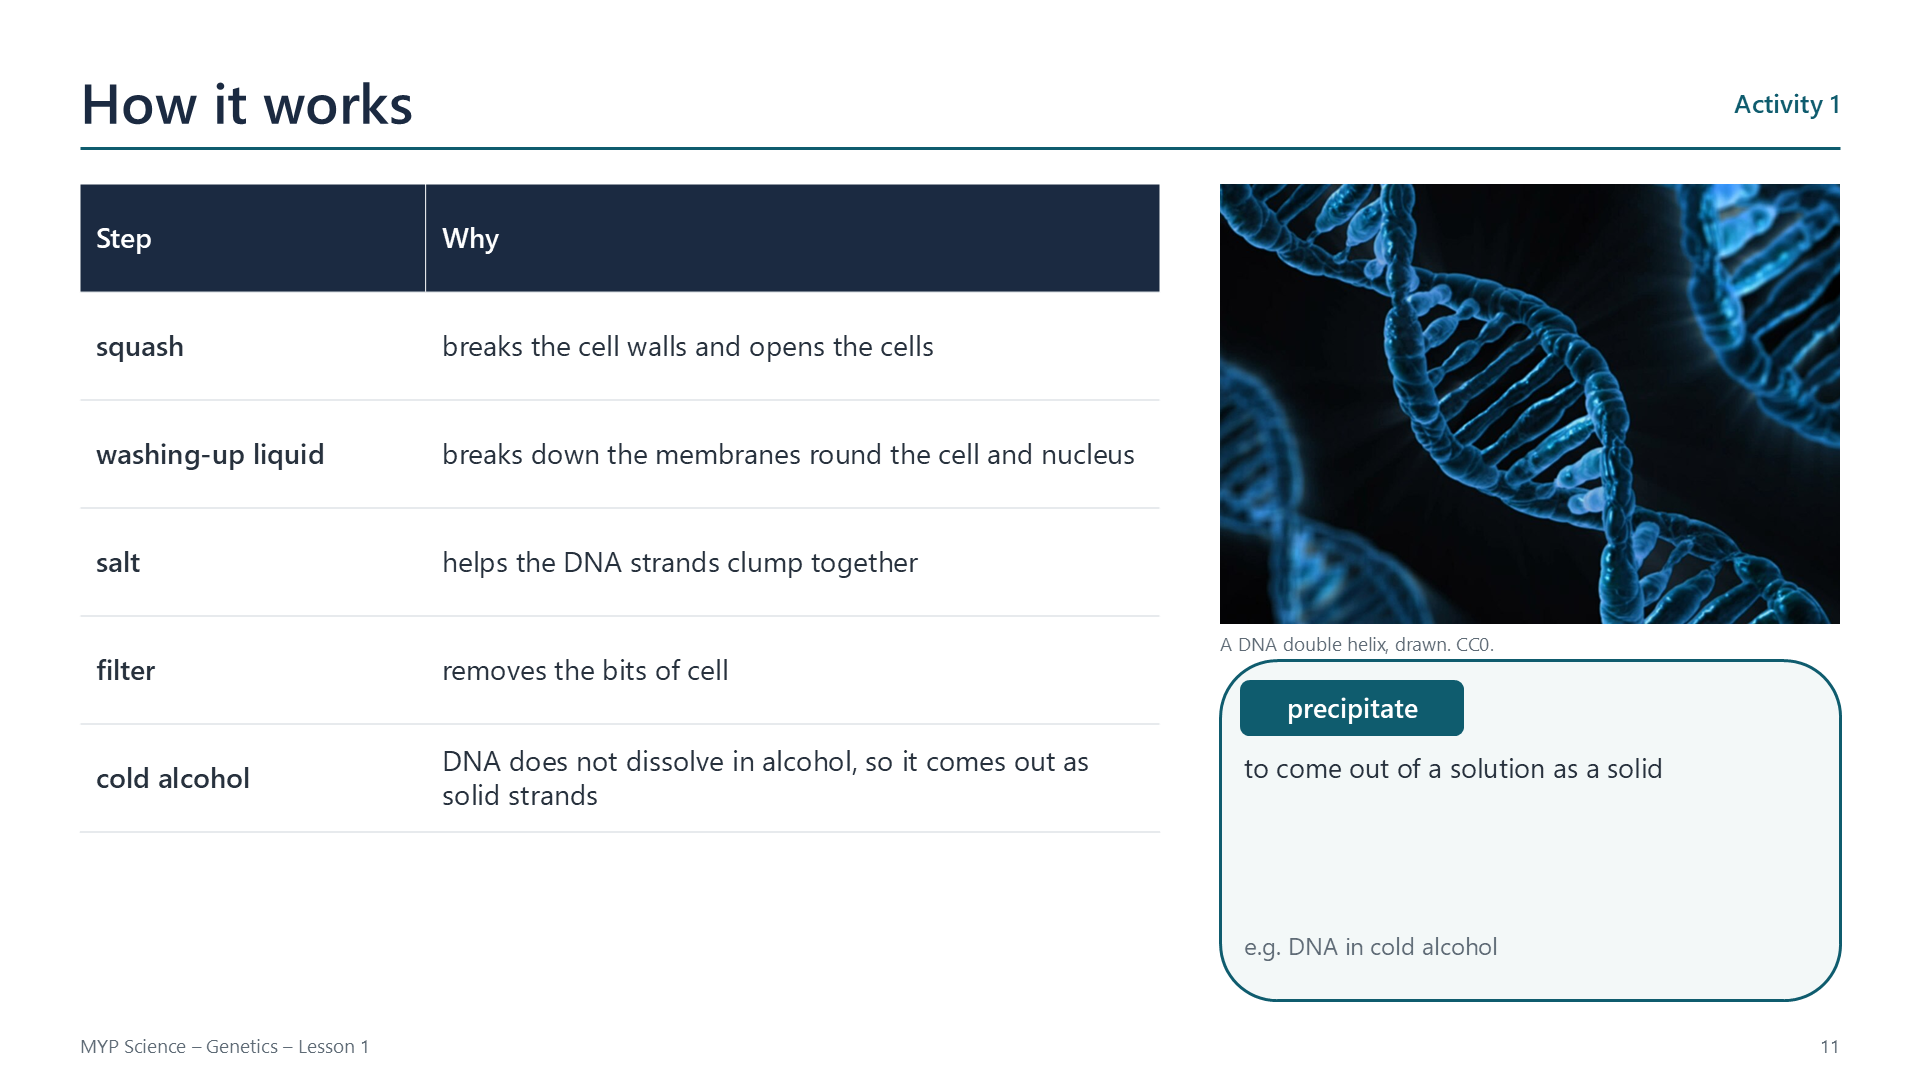 How it works
Activity 1
Step
Why
squash
breaks the cell walls and opens the cells
washing-up liquid
breaks down the membranes round the cell and nucleus
salt
helps the DNA strands clump together
filter
removes the bits of cell
cold alcohol
DNA does not dissolve in alcohol, so it comes out as
solid strands
A DNA double helix, drawn. CC0.
precipitate
to come out of a solution as a solid
e.g. DNA in cold alcohol
MYP Science – Genetics – Lesson 1
11